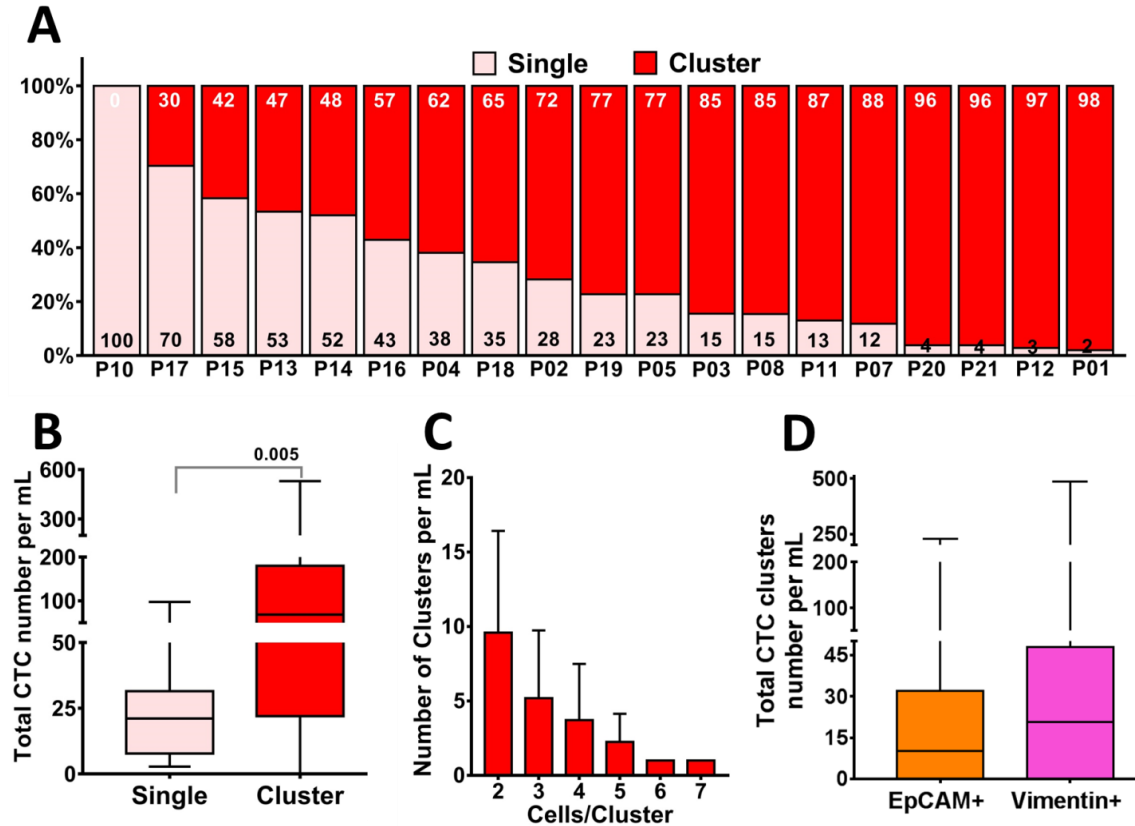 A
Single Cluster
100%
80%
60%
40%
20%
0%
0 30 42 47 48 57 62 65 72 77 77 85 85 87 88 96 96 97 98
100 70 58 53 52 43 38 35 28 23 23 15 15 13 12 4 4 3 2
P10 P17 P15 P13 P14 P16 P04 P18 P02 P19 P05 P03 P08 P11 P07 P20 P21 P12 P01
B
Total CTC number per mL
600
300
200
100
50
25
0
0.005
Single Cluster
C
Number of Clusters per mL
20
15
10
5
0
2 3 4 5 6 7
Cells/Cluster
D
Total CTC clusters
number per mL
500
250
200
100
45
30
15
0
EpCAM+ Vimentin+